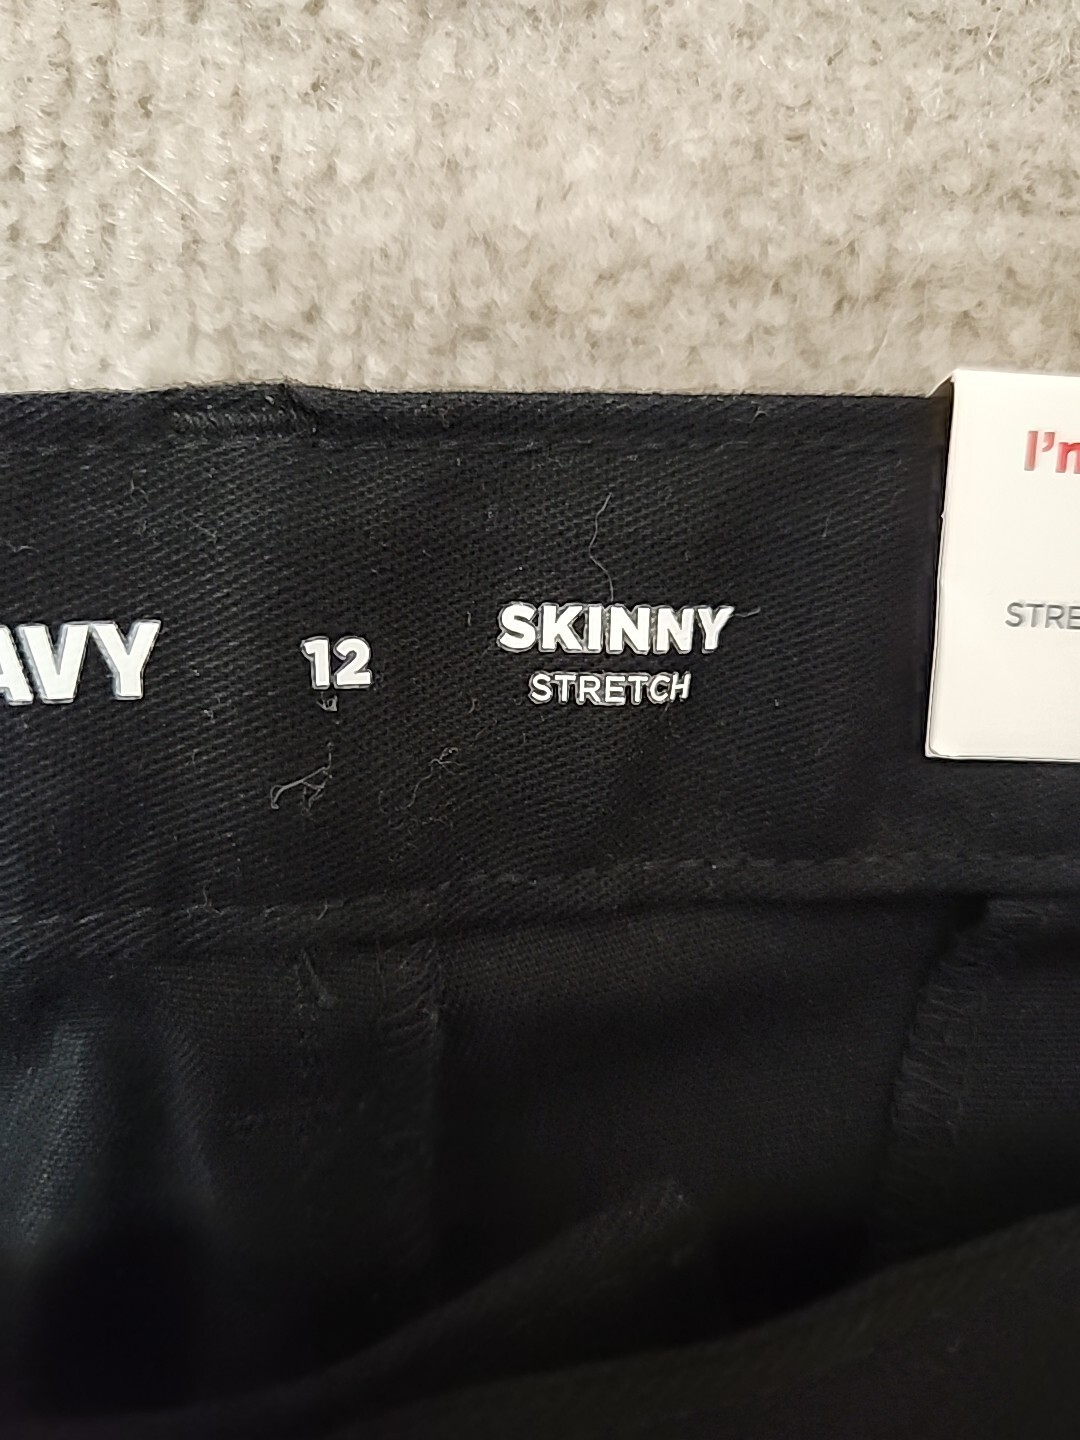 AVY
12
SKINNY
STRETCH
I'm
STRE